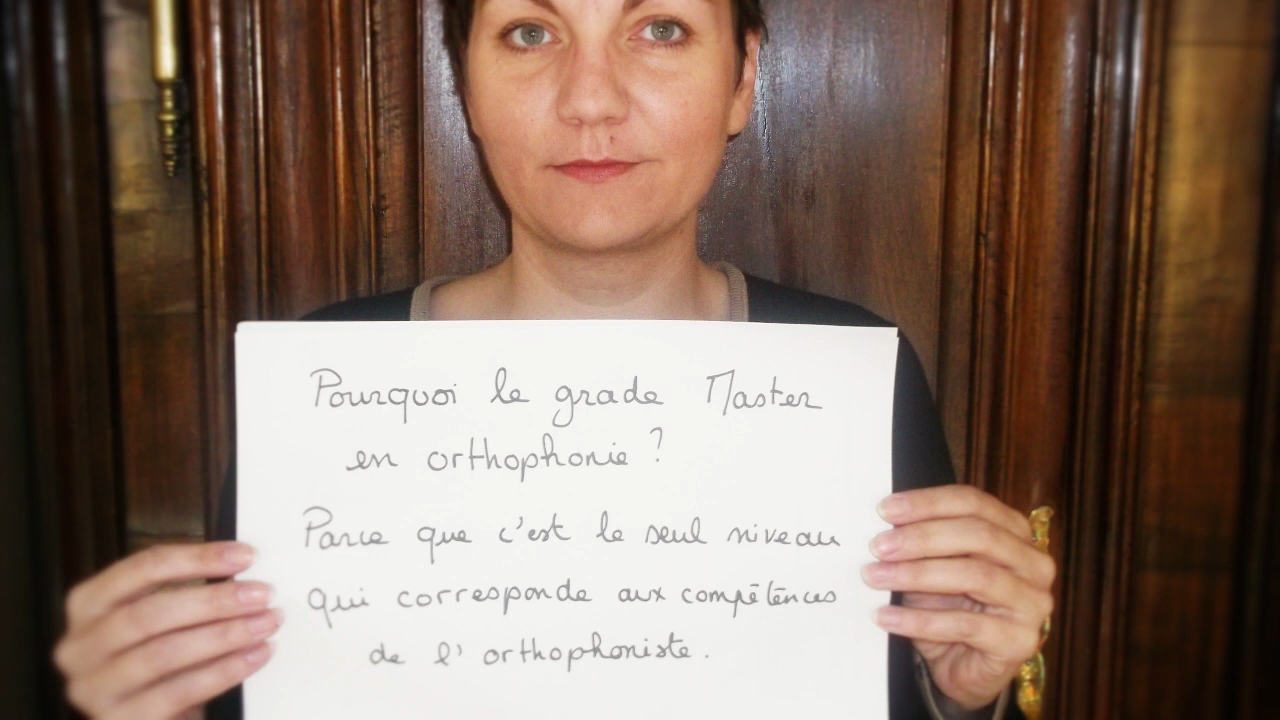 Pourquoi le grade Master
en orthophonie ?
Parce que c'est le seul niveau
qui corresponde aux compétences
de l'orthophoniste.